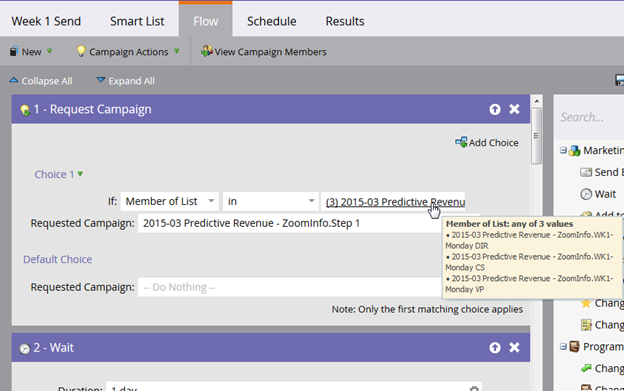 Week 1 Send Smart List Flow Schedule Results
New Campaign Actions View Campaign Members
Collapse All Expand All
1 - Request Campaign
Add Choice
Choice 1
If: Member of List in (3) 2015-03 Predictive Revenu
Requested Campaign: 2015-03 Predictive Revenue - ZoomInfo.Step 1
Default Choice
Requested Campaign: -- Do Nothing --
Note: Only the first matching choice applies
2 - Wait
Duration: 1 day
Member of List: any of 3 values
• 2015-03 Predictive Revenue - ZoomInfo.WK1-
Monday DIR
• 2015-03 Predictive Revenue - ZoomInfo.WK1-
Monday CS
• 2015-03 Predictive Revenue - ZoomInfo.WK1-
Monday VP
Search...
Marketin
Send E
Wait
Add to
Chang
Chang
Program
Chang